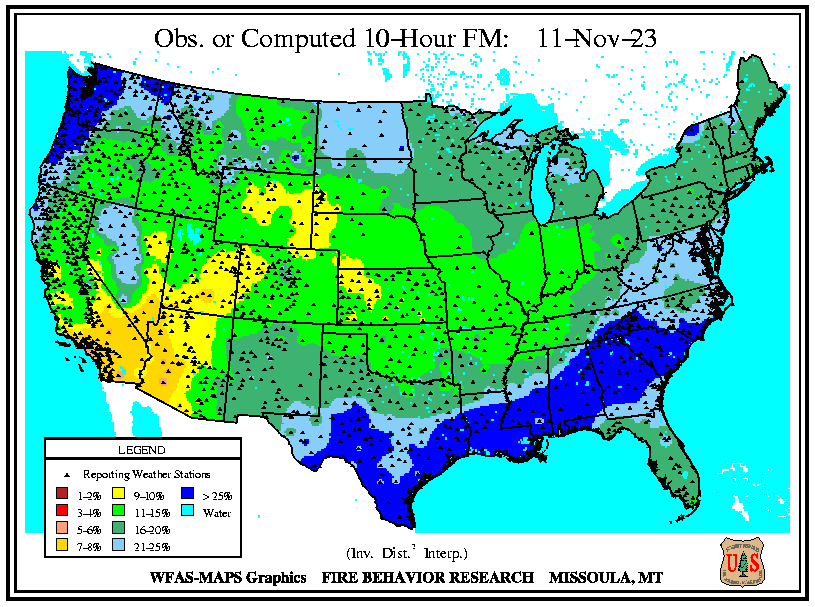 Obs. or Computed 10-Hour FM: 11-Nov-23
LEGEND
Reporting Weather Stations
1-2% 9-10% > 25%
3-4% 11-15% Water
5-6% 16-20%
7-8% 21-25%
(Inv. Dist.² Interp.)
WFAS-MAPS Graphics FIRE BEHAVIOR RESEARCH MISSOULA, MT
U S